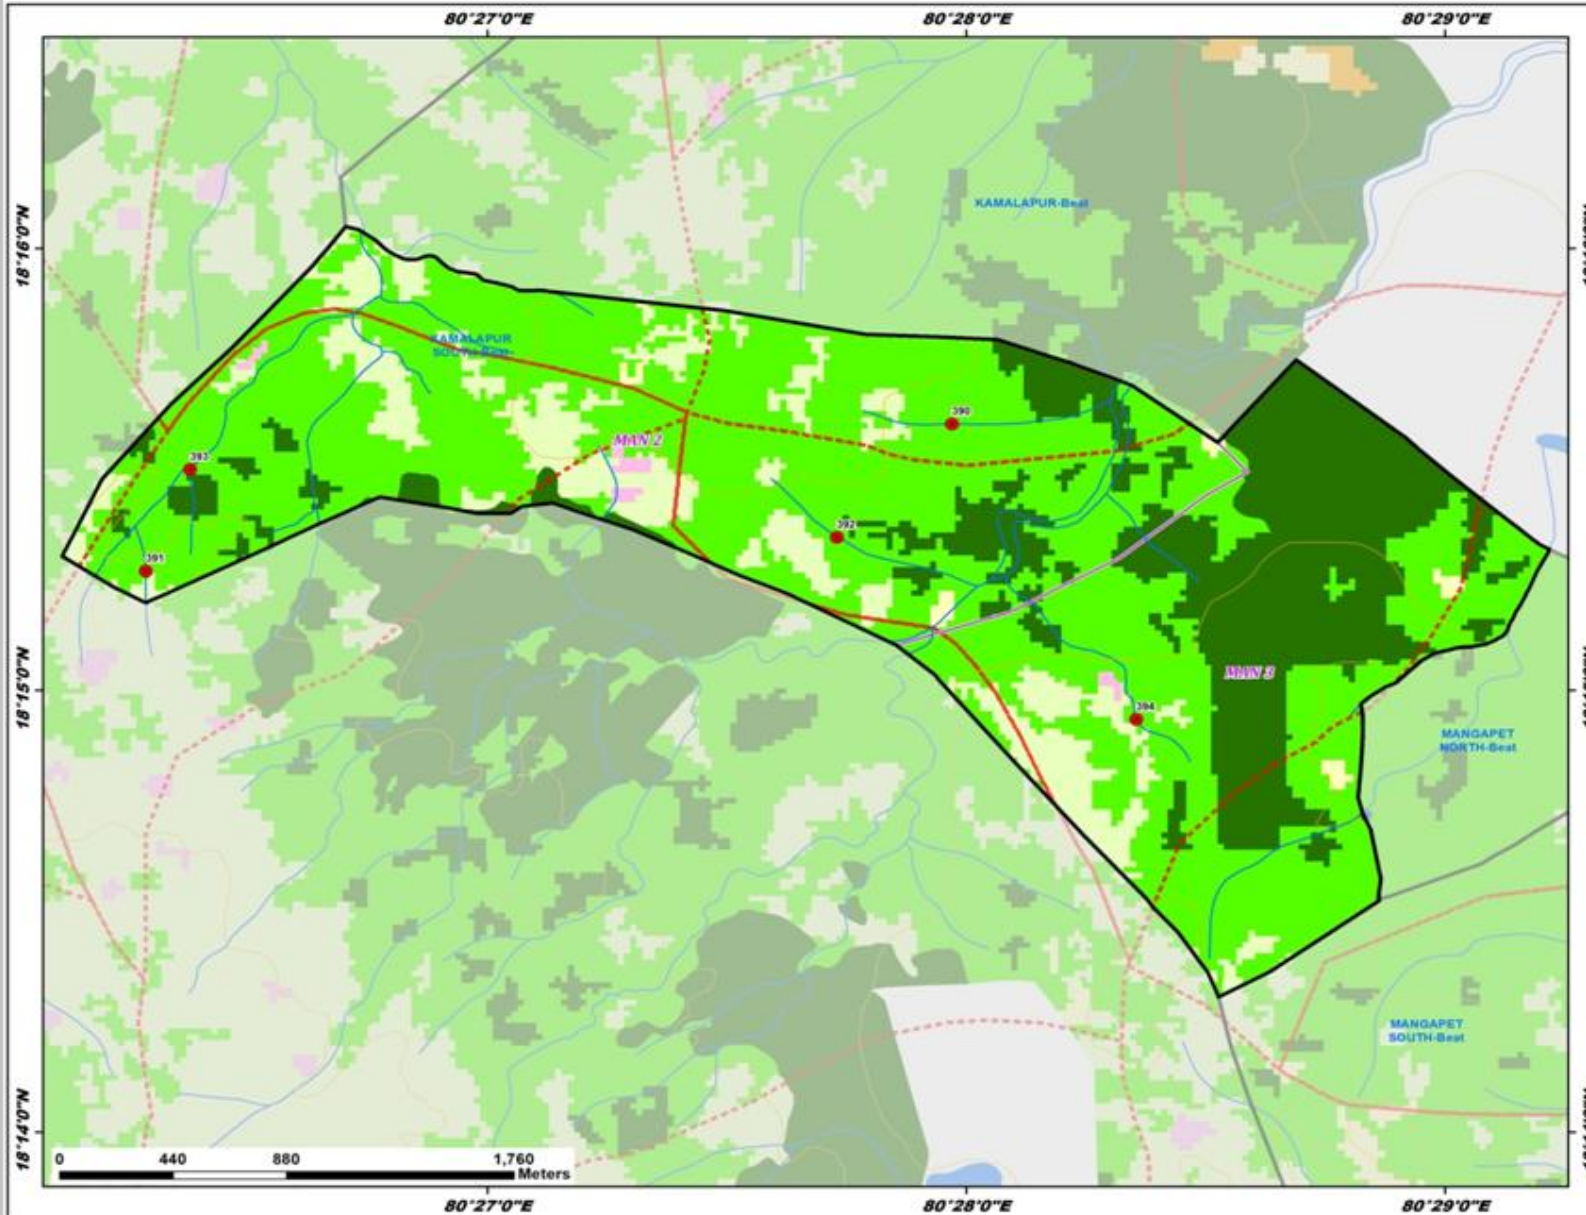 80°27'0"E 80°28'0"E 80°29'0"E
18°16'0"N
KAMALAPUR-Beat
KAMALAPUR
SOUTH-Beat
390
MAN 2
393
392
391
18°15'0"N
MAN 3
394
MANGAPET
NORTH-Beat
MANGAPET
SOUTH-Beat
18°14'0"N
0 440 880 1,760
Meters
80°27'0"E 80°28'0"E 80°29'0"E